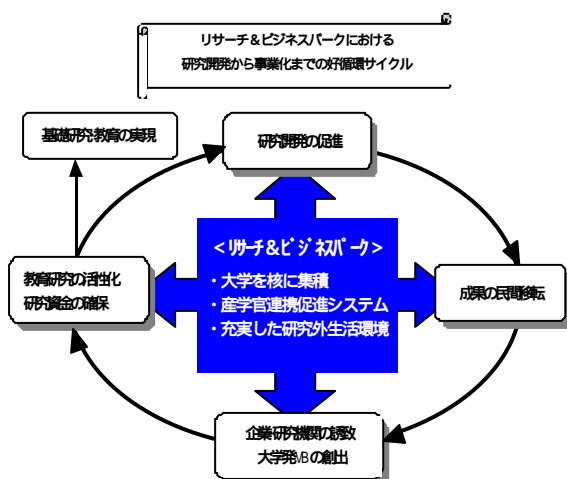 リサーチ&ビジネスパークにおける
研究開発から事業化までの好循環サイクル
基礎研究・教育の実現
研究開発の促進
<リサーチ&ビジネスパーク>
・大学を核に集積
・産学官連携促進システム
・充実した研究外生活環境
教育研究の活性化
研究資金の確保
成果の民間移転
企業・研究機関の誘致
大学発VBの創出